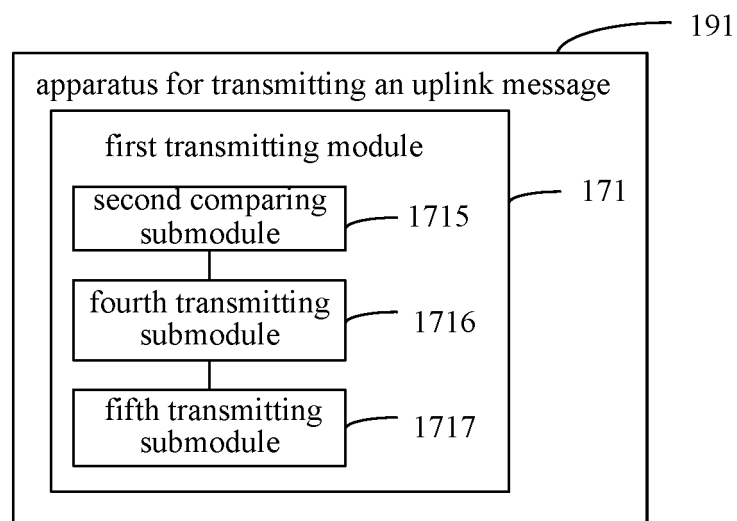 191
apparatus for transmitting an uplink message
first transmitting module
171
second comparing
submodule
1715
fourth transmitting
submodule
1716
fifth transmitting
submodule
1717